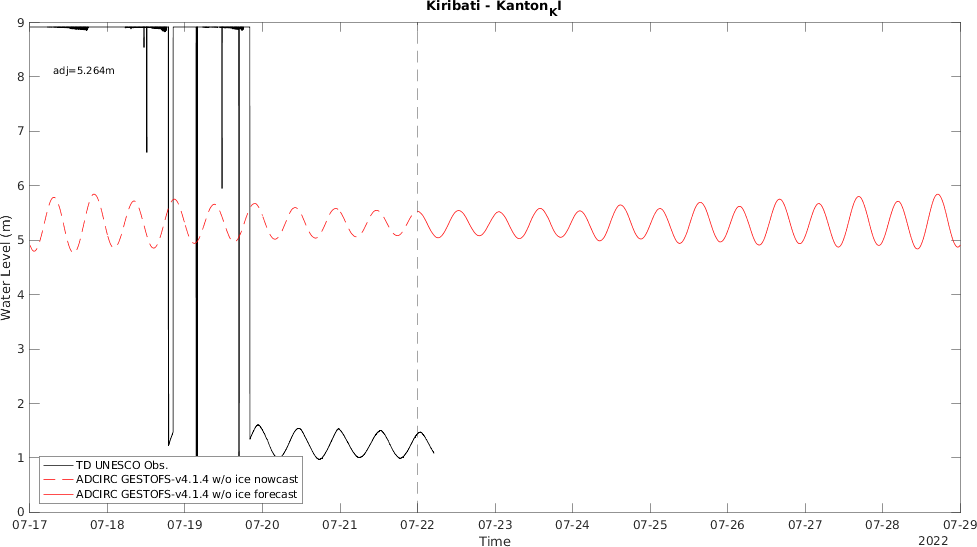 Kiribati - Kanton_KI
9
8
7
6
5
4
3
2
1
0
Water Level (m)
adj=5.264m
TD UNESCO Obs.
ADCIRC GESTOFS-v4.1.4 w/o ice nowcast
ADCIRC GESTOFS-v4.1.4 w/o ice forecast
07-17 07-18 07-19 07-20 07-21 07-22 07-23 07-24 07-25 07-26 07-27 07-28 07-29
Time
2022